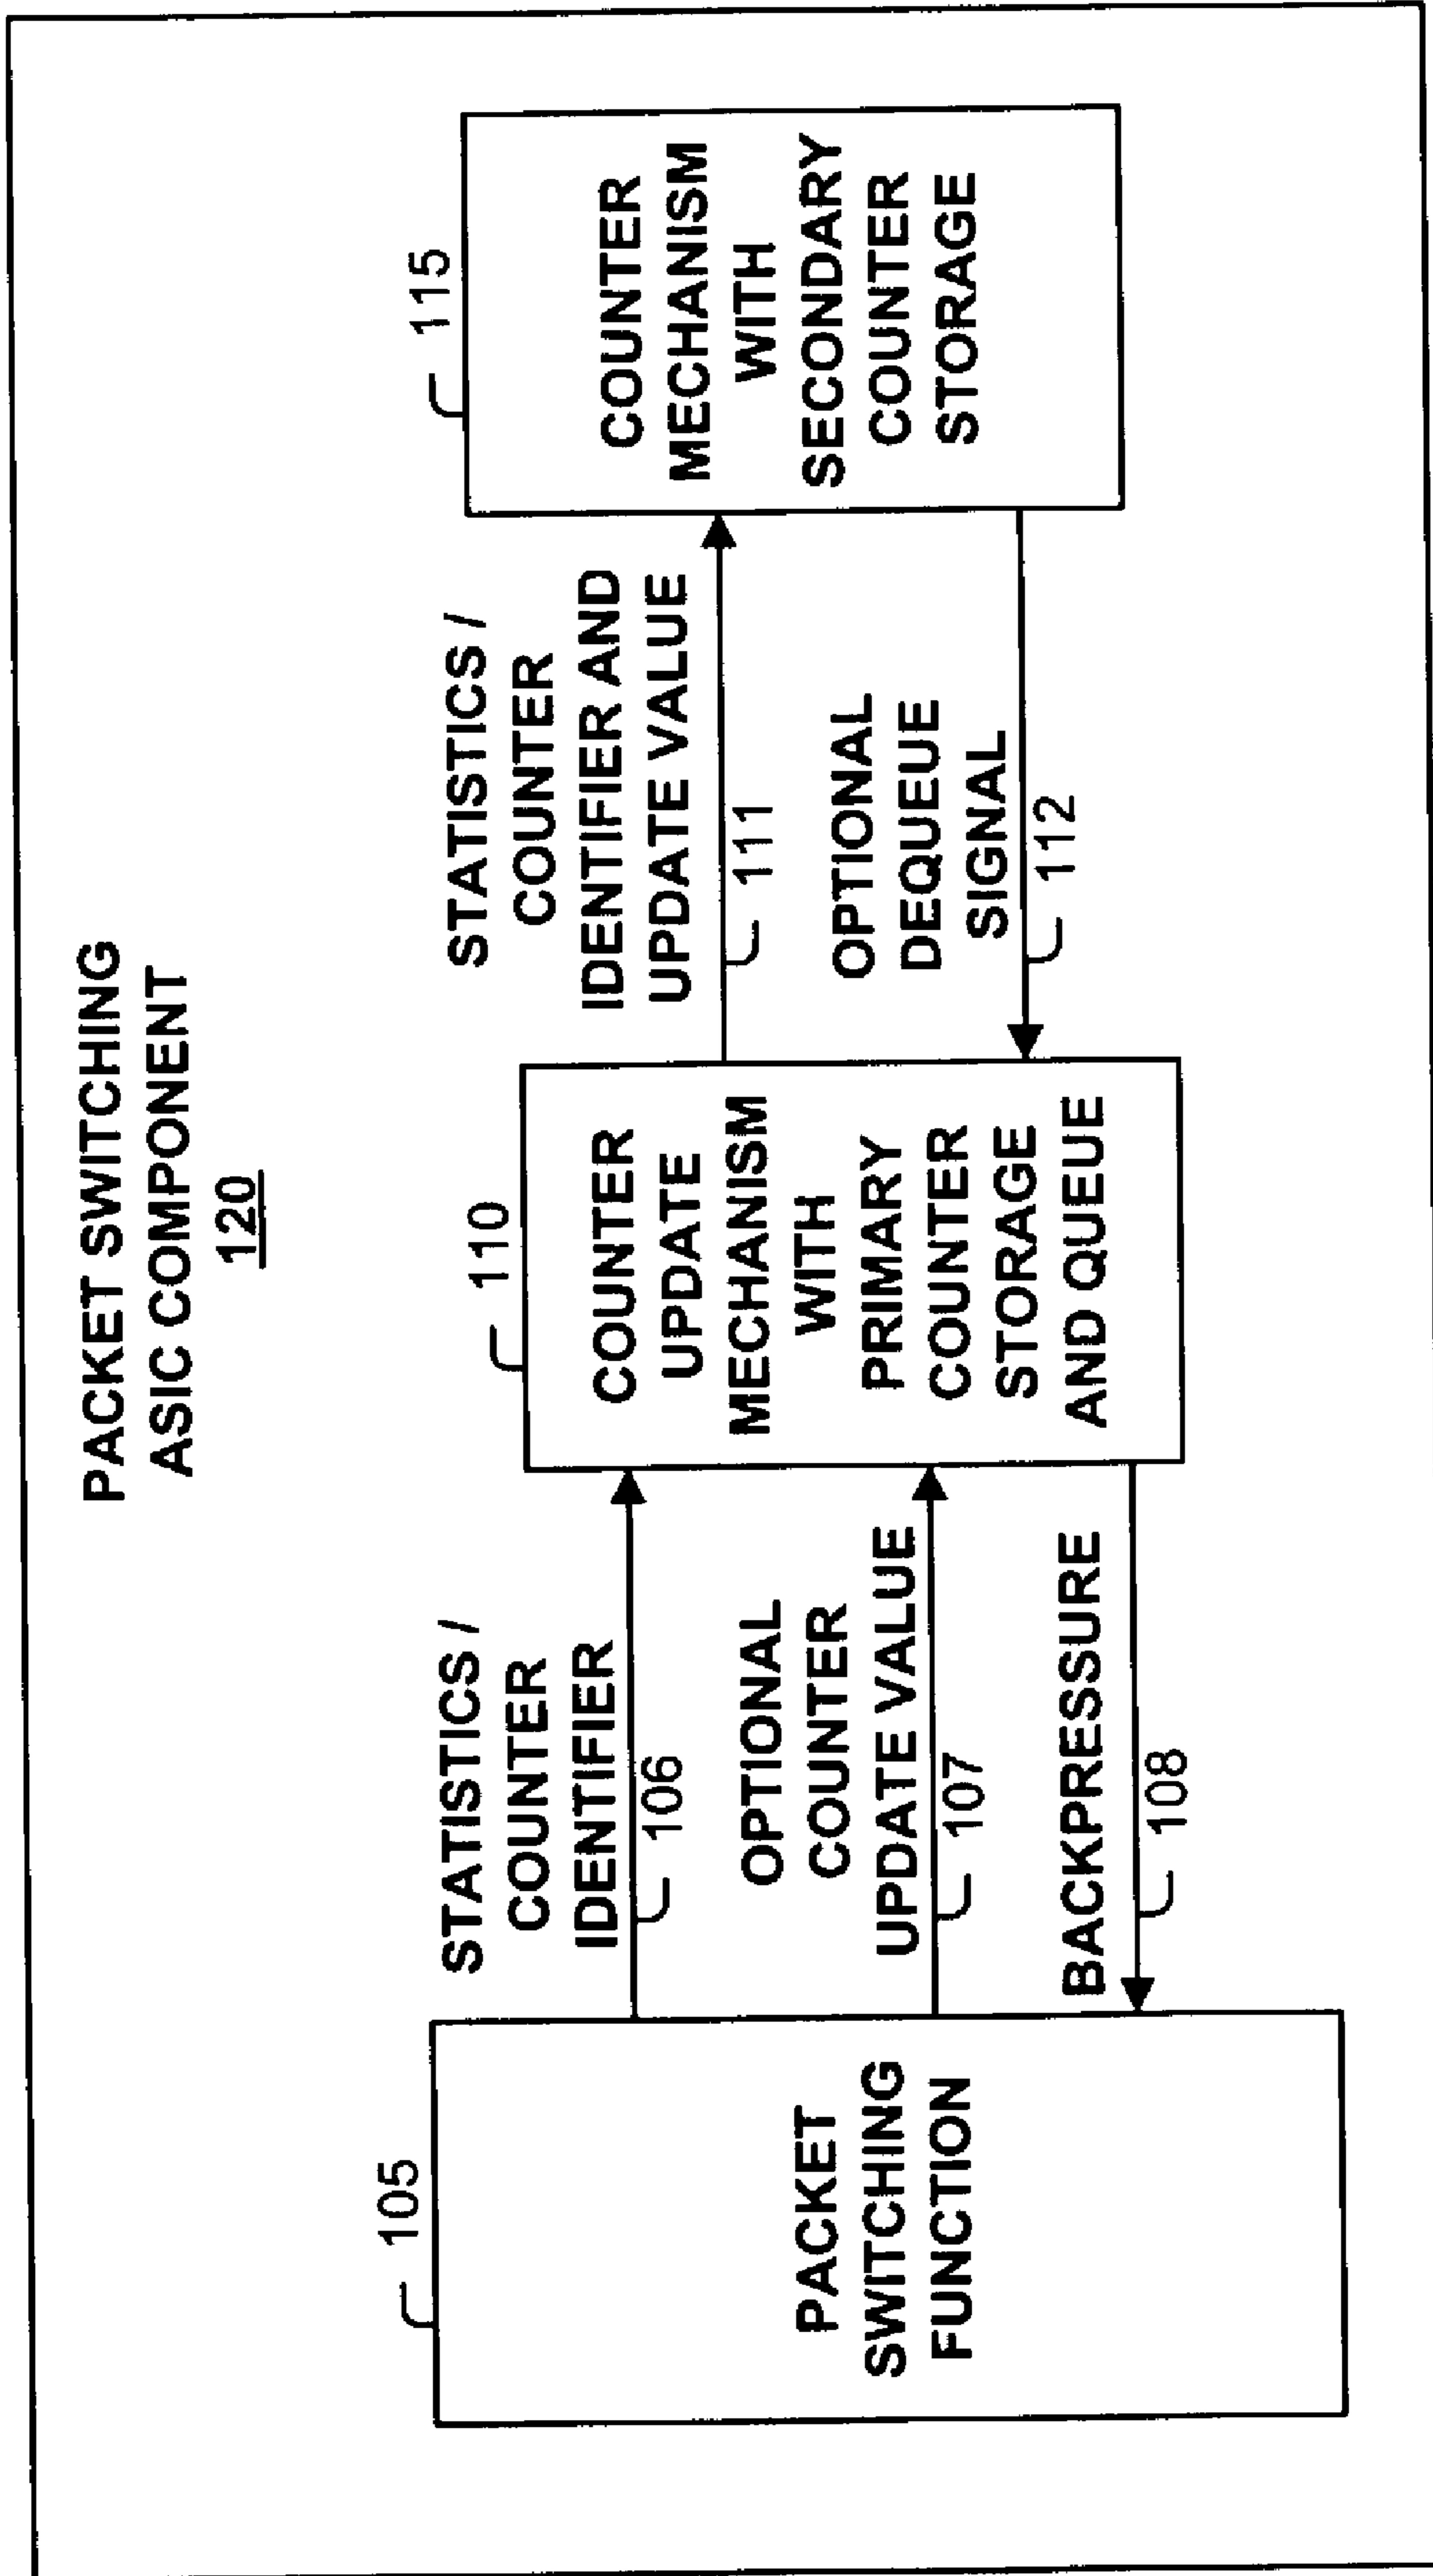 PACKET SWITCHING
ASIC COMPONENT
120
105
PACKET
SWITCHING
FUNCTION
STATISTICS /
COUNTER
IDENTIFIER
106
OPTIONAL
COUNTER
UPDATE VALUE
107
BACKPRESSURE
108
110
COUNTER
UPDATE
MECHANISM
WITH
PRIMARY
COUNTER
STORAGE
AND QUEUE
STATISTICS /
COUNTER
IDENTIFIER AND
UPDATE VALUE
111
OPTIONAL
DEQUEUE
SIGNAL
112
115
COUNTER
MECHANISM
WITH
SECONDARY
COUNTER
STORAGE